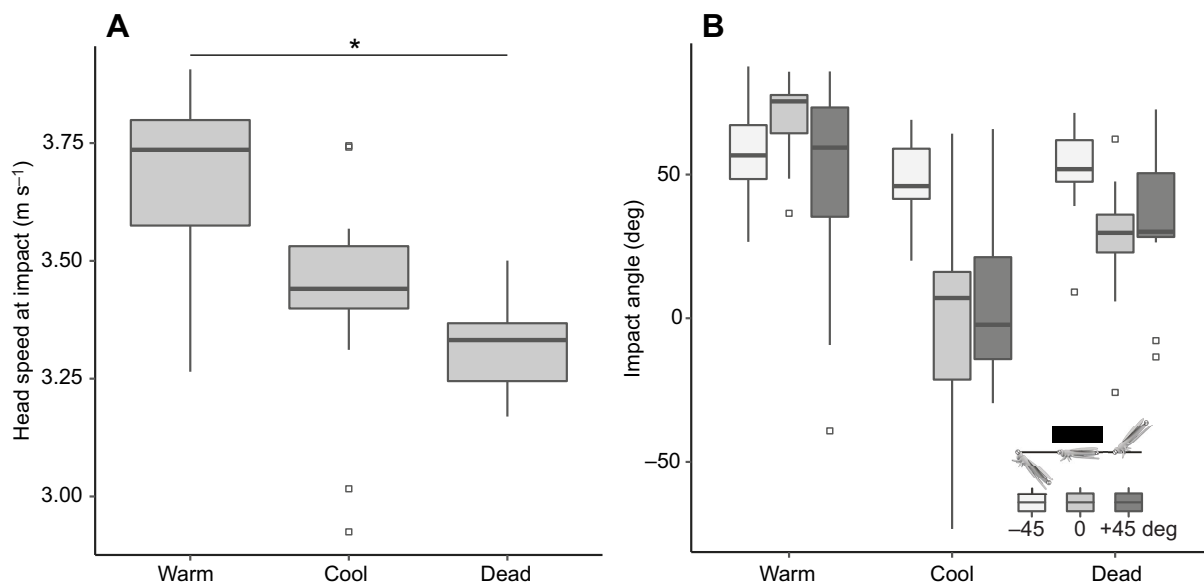 A
B
*
Head speed at impact (m s−1)
3.75
3.50
3.25
3.00
Warm Cool Dead
Impact angle (deg)
50
0
−50
−45 0 +45 deg
Warm Cool Dead